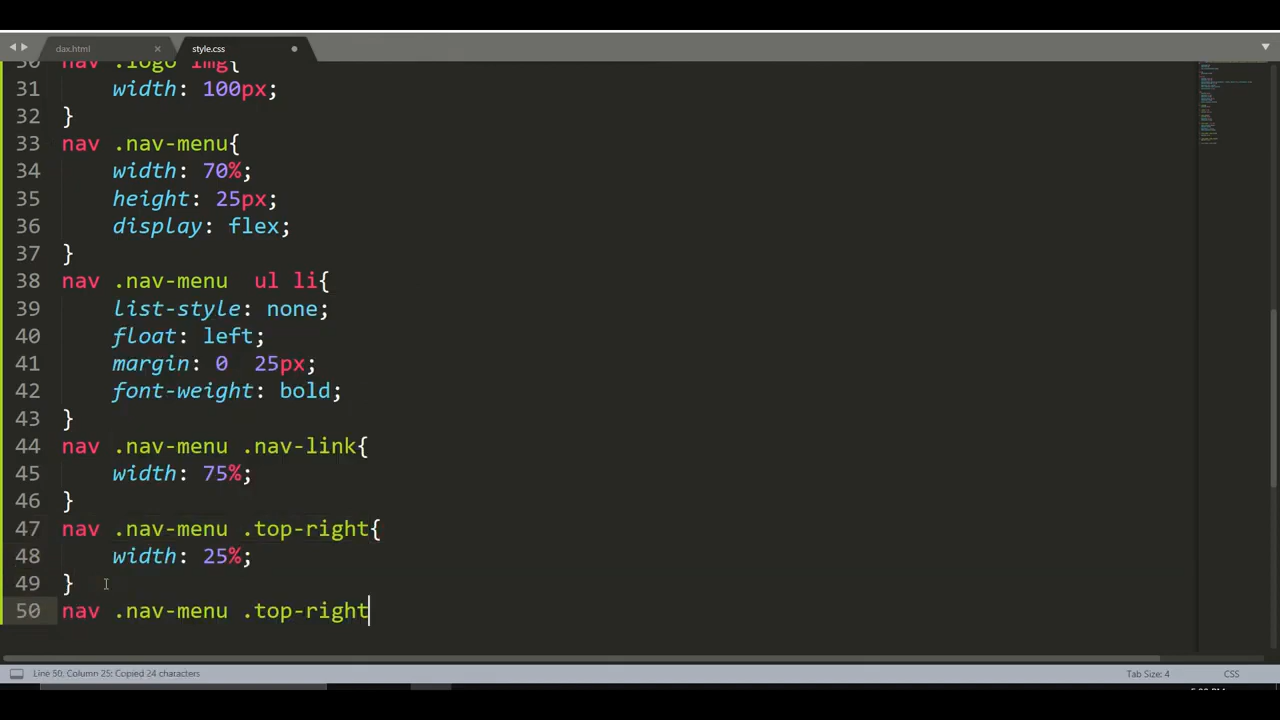 dax.html
style.css
30 nav .logo img{
31 width: 100px;
32 }
33 nav .nav-menu{
34 width: 70%;
35 height: 25px;
36 display: flex;
37 }
38 nav .nav-menu  ul li{
39 list-style: none;
40 float: left;
41 margin: 0  25px;
42 font-weight: bold;
43 }
44 nav .nav-menu .nav-link{
45 width: 75%;
46 }
47 nav .nav-menu .top-right{
48 width: 25%;
49 }
50 nav .nav-menu .top-right
Line 50, Column 25; Copied 24 characters
Tab Size: 4
CSS